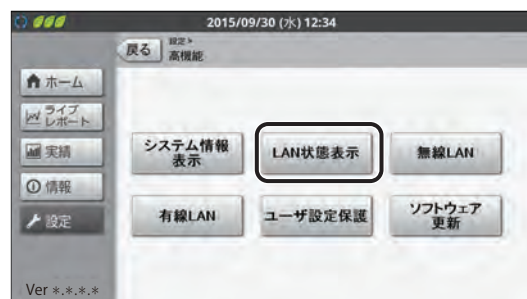 2015/09/30 (水) 12:34
戻る
設定>
高機能
ホーム
ライブ
レポート
実績
情報
設定
システム情報
表示
LAN状態表示
無線LAN
有線LAN
ユーザ設定保護
ソフトウェア
更新
Ver *.*.*.*